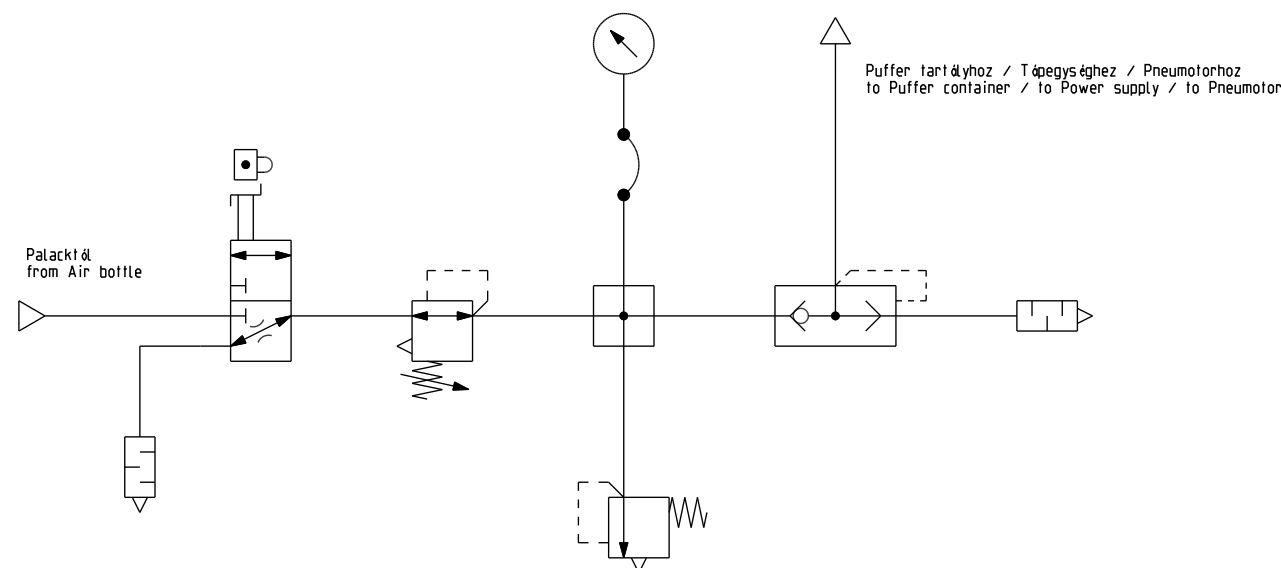 Puffer tartályhoz / Tápegységhez / Pneumotorhoz
to Puffer container / to Power supply / to Pneumotor
Palacktól
from Air bottle